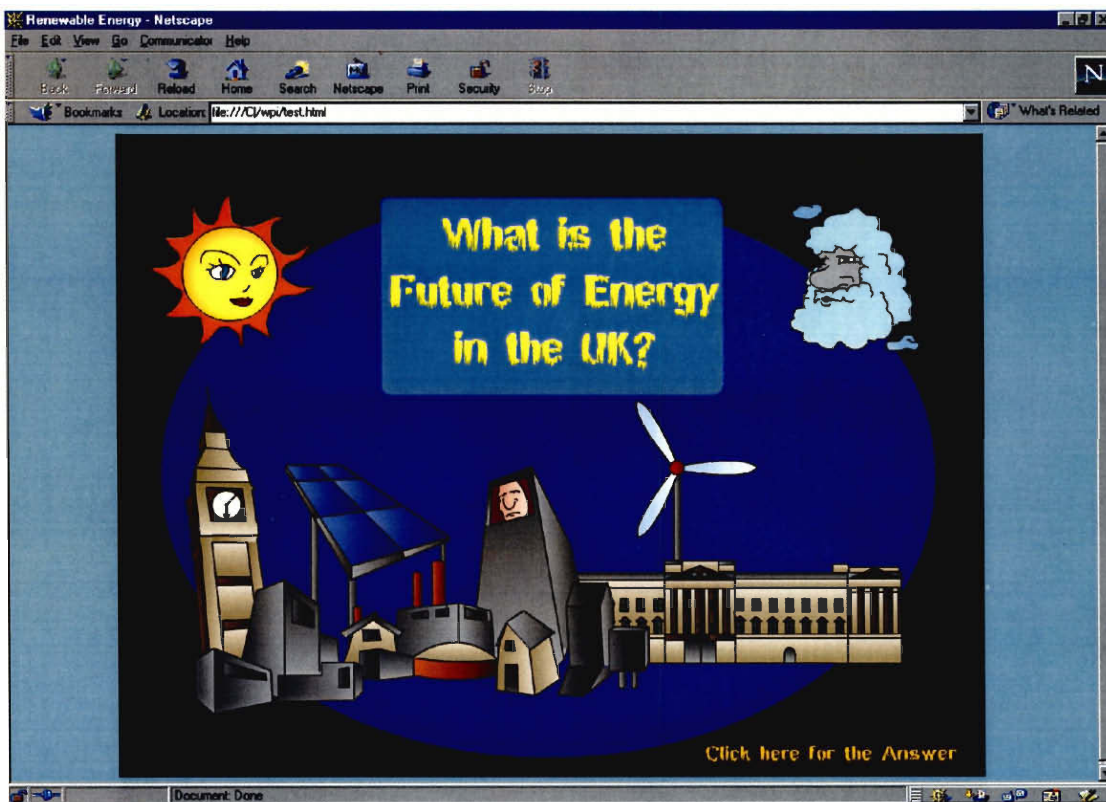 Renewable Energy - Netscape
File Edit View Go Communicator Help
Back Forward Reload Home Search Netscape Print Security Stop
N
Bookmarks Location: file:///C|/wpi/test.html What's Related
What is the
Future of Energy
in the UK?
Click here for the Answer
Document: Done